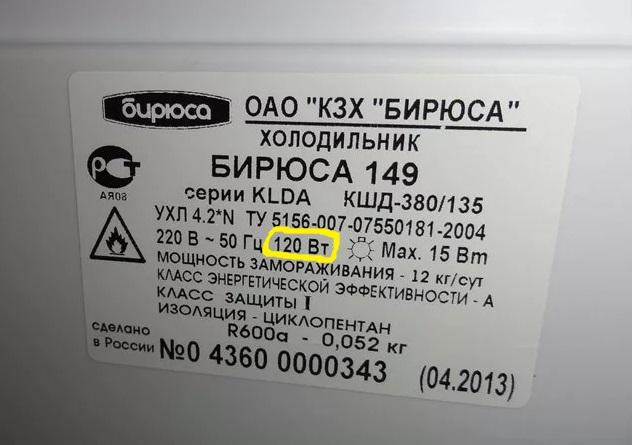 бирюса ОАО "КЗХ "БИРЮСА"
ХОЛОДИЛЬНИК
БИРЮСА 149
РСТ
АЯ08
серии KLDA КШД-380/135
УХЛ 4.2*N ТУ 5156-007-07550181-2004
220 В ~ 50 Гц 120 Вт Max. 15 Вт
МОЩНОСТЬ ЗАМОРАЖИВАНИЯ - 12 кг/сут
КЛАСС ЭНЕРГЕТИЧЕСКОЙ ЭФФЕКТИВНОСТИ - А
КЛАСС ЗАЩИТЫ I
ИЗОЛЯЦИЯ - ЦИКЛОПЕНТАН
R600a - 0,052 кг
сделано
в России
№0 4360 0000343 (04.2013)